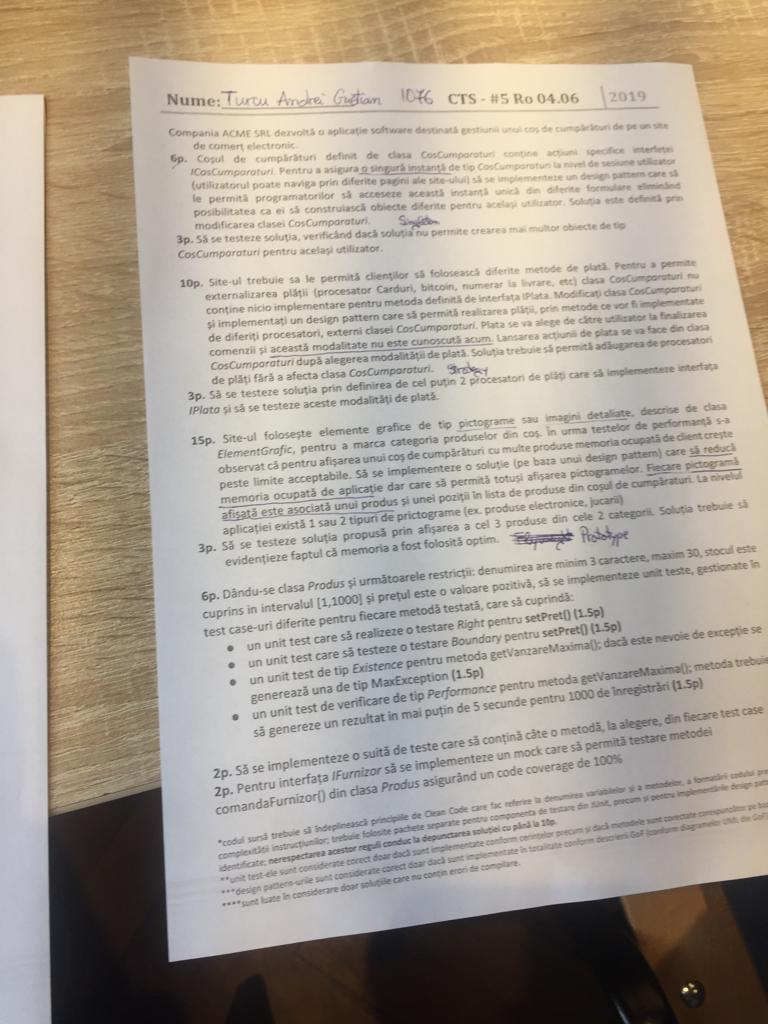 Nume: Turcu Andrei Cristian 1076 CTS - #5 Ro 04.06 2019
Compania ACME SRL dezvoltă o aplicație software destinată gestiunii unui coș de cumpărături de pe un site
de comerț electronic.
6p. Coșul de cumpărături definit de clasa CosCumparaturi conține acțiuni specifice interfeței
ICosCumparaturi. Pentru a asigura o singură instanță de tip CosCumparaturi la nivel de sesiune utilizator
(utilizatorul poate naviga prin diferite pagini ale site-ului) să se implementeze un design pattern care să
le permită programatorilor să acceseze această instanță unică din diferite formulare eliminând
posibilitatea ca ei să construiască obiecte diferite pentru același utilizator. Soluția este definită prin
modificarea clasei CosCumparaturi. Singleton
3p. Să se testeze soluția, verificând dacă soluția nu permite crearea mai multor obiecte de tip
CosCumparaturi pentru același utilizator.
10p. Site-ul trebuie sa le permită clienților să folosească diferite metode de plată. Pentru a permite
externalizarea plății (procesator Carduri, bitcoin, numerar la livrare, etc) clasa CosCumparaturi nu
conține nicio implementare pentru metoda definită de interfața IPlata. Modificați clasa CosCumparaturi
și implementați un design pattern care să permită realizarea plății, prin metode ce vor fi implementate
de diferiți procesatori, externi clasei CosCumparaturi. Plata se va alege de către utilizator la finalizarea
comenzii și această modalitate nu este cunoscută acum. Lansarea acțiunii de plata se va face din clasa
CosCumparaturi după alegerea modalității de plată. Soluția trebuie să permită adăugarea de procesatori
de plăți fără a afecta clasa CosCumparaturi. Strategy
3p. Să se testeze soluția prin definirea de cel puțin 2 procesatori de plăți care să implementeze interfața
IPlata și să se testeze aceste modalități de plată.
15p. Site-ul folosește elemente grafice de tip pictograme sau imagini detaliate, descrise de clasa
ElementGrafic, pentru a marca categoria produselor din coș. În urma testelor de performanță s-a
observat că pentru afișarea unui coș de cumpărături cu multe produse memoria ocupată de client crește
peste limite acceptabile. Să se implementeze o soluție (pe baza unui design pattern) care să reducă
memoria ocupată de aplicație dar care să permită totuși afișarea pictogramelor. Fiecare pictogramă
afișată este asociată unui produs și unei poziții în lista de produse din coșul de cumpăraturi. La nivelul
aplicației există 1 sau 2 tipuri de prictograme (ex. produse electronice, jucarii)
3p. Să se testeze soluția propusă prin afișarea a cel 3 produse din cele 2 categorii. Soluția trebuie să
evidențieze faptul că memoria a fost folosită optim. Prototype
6p. Dându-se clasa Produs și următoarele restricții: denumirea are minim 3 caractere, maxim 30, stocul este
cuprins in intervalul [1,1000] și prețul este o valoare pozitivă, să se implementeze unit teste, gestionate în
test case-uri diferite pentru fiecare metodă testată, care să cuprindă:
• un unit test care să realizeze o testare Right pentru setPret() (1.5p)
• un unit test care să testeze o testare Boundary pentru setPret() (1.5p)
• un unit test de tip Existence pentru metoda getVanzareMaxima(); dacă este nevoie de excepție se
generează una de tip MaxException (1.5p)
• un unit test de verificare de tip Performance pentru metoda getVanzareMaxima(); metoda trebuie
să genereze un rezultat in mai puțin de 5 secunde pentru 1000 de înregistrări (1.5p)
2p. Să se implementeze o suită de teste care să conțină câte o metodă, la alegere, din fiecare test case
2p. Pentru interfața IFurnizor să se implementeze un mock care să permită testare metodei
comandaFurnizor() din clasa Produs asigurând un code coverage de 100%
*codul sursă trebuie să îndeplinească principiile de Clean Code care fac referire la denumirea variabilelor și a metodelor, a formatării codului
complexității instrucțiunilor; trebuie folosite pachete separate pentru componenta de testare din JUnit, precum și pentru implementările design
identificate; nerespectarea acestor reguli conduc la depunctarea soluției cu până la 10p.
**unit test-ele sunt considerate corect doar dacă sunt implementate conform cerințelor precum și dacă metodele sunt corectate corespunzător pe
***design pattern-urile sunt considerate corect doar dacă sunt implementate în totalitate conform descrierii GoF (conform diagramelor UML din GoF)
****sunt luate în considerare doar soluțiile care nu conțin erori de compilare.